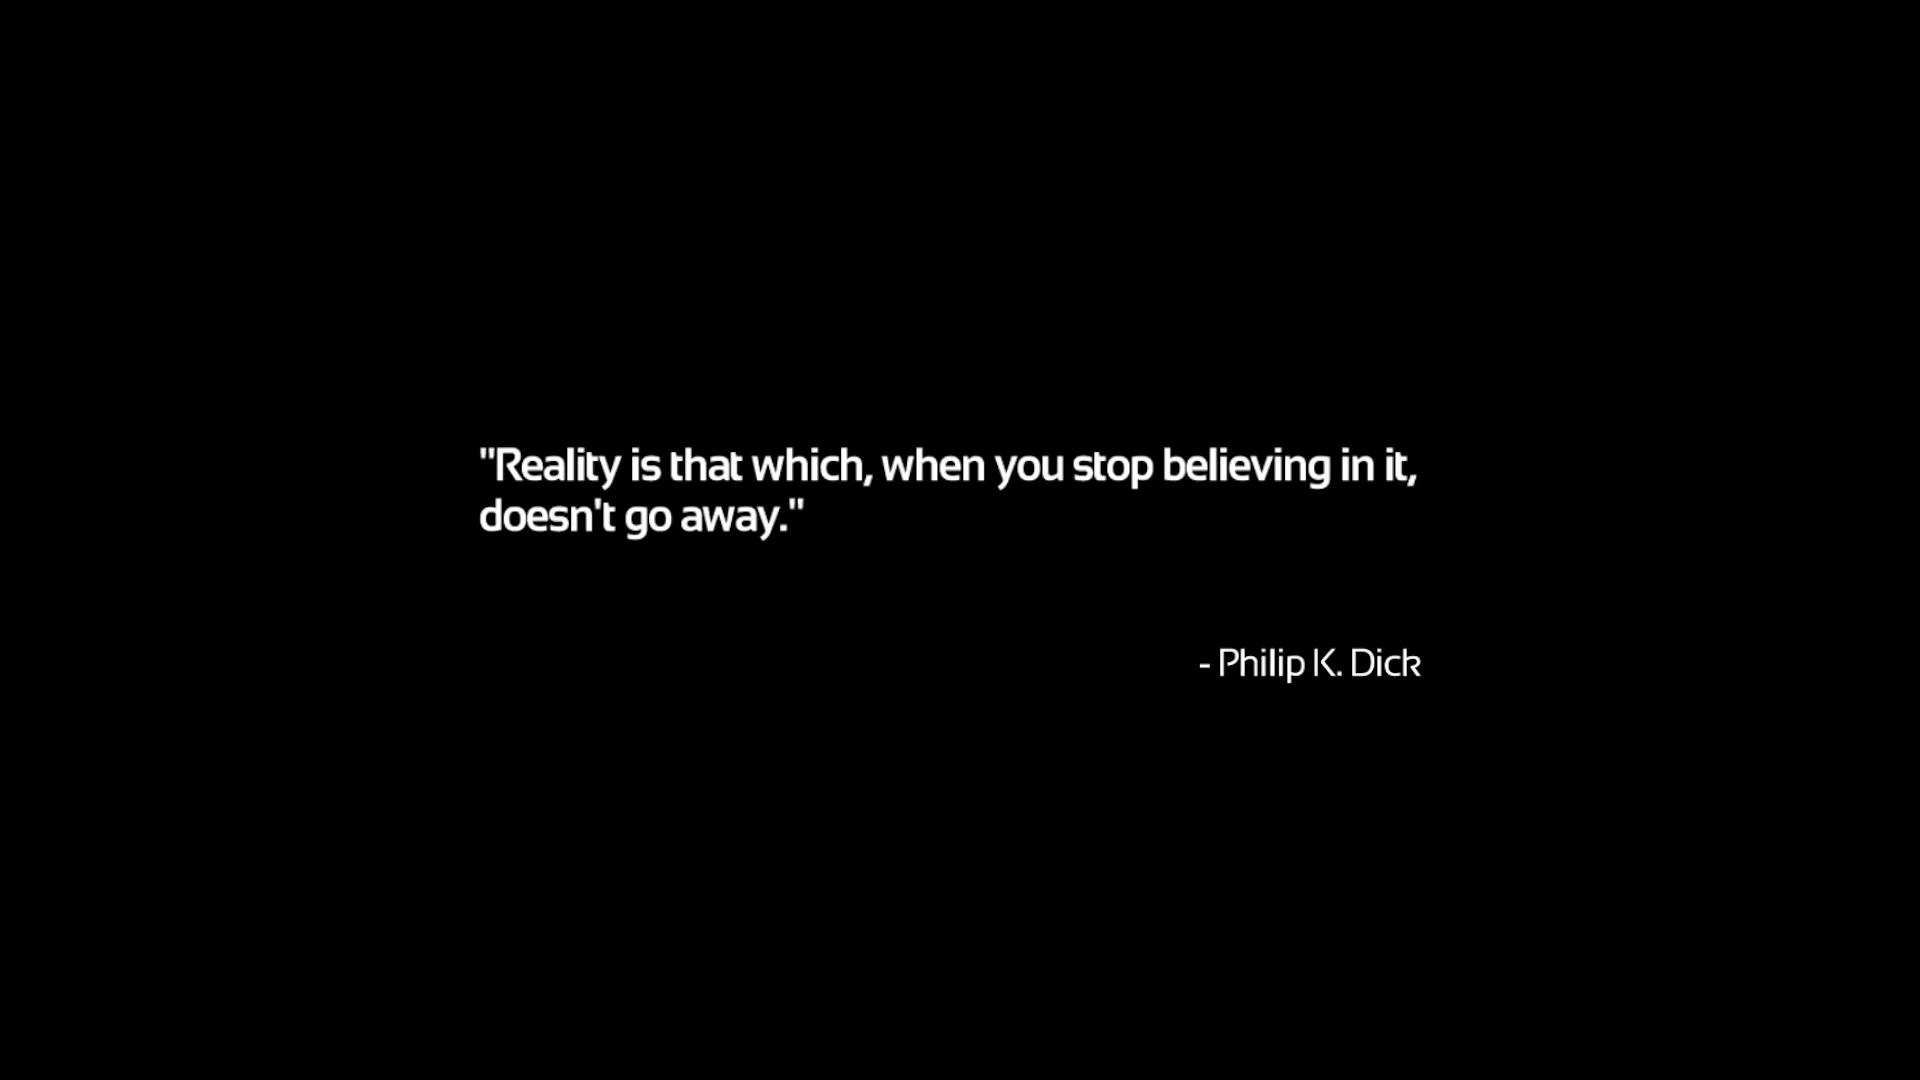 "Reality is that which, when you stop believing in it,
doesn't go away."
- Philip K. Dick